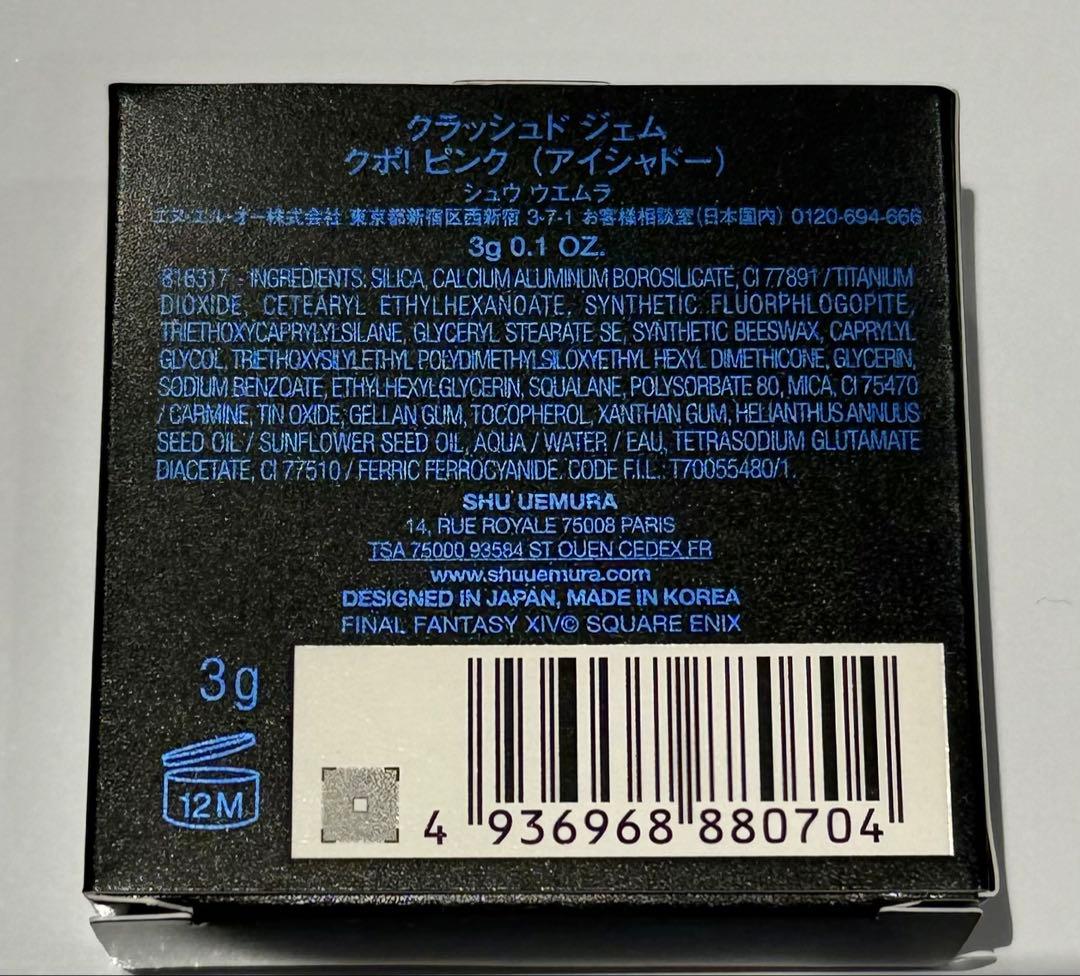 クラッシュド ジェム
クポ! ピンク (アイシャドー)
シュウ ウエムラ
エヌ・エル・オー株式会社 東京都新宿区西新宿 3-7-1 お客様相談室(日本国内) 0120-694-666
3g 0.1 OZ.
816317 - INGREDIENTS: SILICA, CALCIUM ALUMINUM BOROSILICATE, CI 77891 / TITANIUM
DIOXIDE, CETEARYL ETHYLHEXANOATE, SYNTHETIC FLUORPHLOGOPITE,
TRIETHOXYCAPRYLYLSILANE, GLYCERYL STEARATE SE, SYNTHETIC BEESWAX, CAPRYLYL
GLYCOL, TRIETHOXYSILYLETHYL POLYDIMETHYLSILOXYETHYL HEXYL DIMETHICONE, GLYCERIN,
SODIUM BENZOATE, ETHYLHEXYLGLYCERIN, SQUALANE, POLYSORBATE 80, MICA, CI 75470
/ CARMINE, TIN OXIDE, GELLAN GUM, TOCOPHEROL, XANTHAN GUM, HELIANTHUS ANNUUS
SEED OIL / SUNFLOWER SEED OIL, AQUA / WATER / EAU, TETRASODIUM GLUTAMATE
DIACETATE, CI 77510 / FERRIC FERROCYANIDE. CODE F.I.L.: T70055480/1.
SHU UEMURA
14, RUE ROYALE 75008 PARIS
TSA 75000 93584 ST OUEN CEDEX FR
www.shuuemura.com
DESIGNED IN JAPAN, MADE IN KOREA
FINAL FANTASY XIV© SQUARE ENIX
3g
12M
4 936968 880704